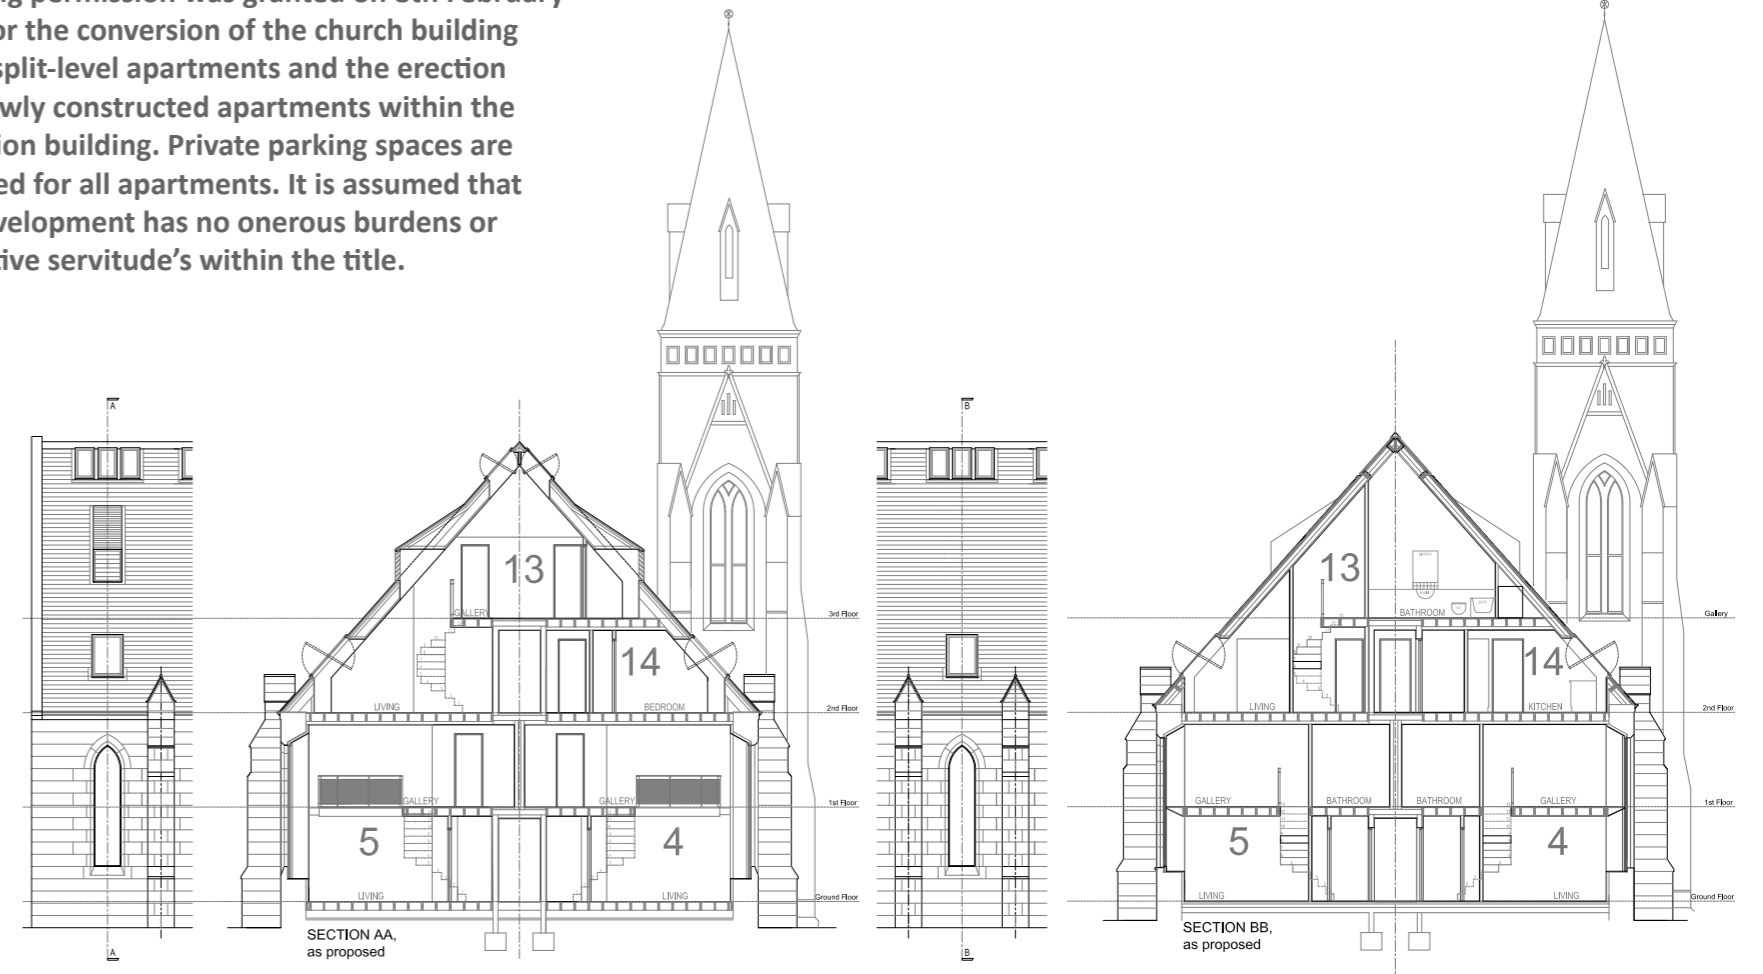 permission was granted on 8th February
or the conversion of the church building
split-level apartments and the erection
wly constructed apartments within the
ion building. Private parking spaces are
ed for all apartments. It is assumed that
velopment has no onerous burdens or
tive servitude’s within the title.
A
B
13
GALLERY
3rd Floor
14
LIVING
BEDROOM
2nd Floor
GALLERY
GALLERY
1st Floor
5
4
LIVING
LIVING
Ground Floor
SECTION AA,
as proposed
A
13
BATHROOM
Gallery
14
LIVING
KITCHEN
2nd Floor
GALLERY
BATHROOM
BATHROOM
GALLERY
1st Floor
5
4
LIVING
LIVING
Ground Floor
SECTION BB,
as proposed
B